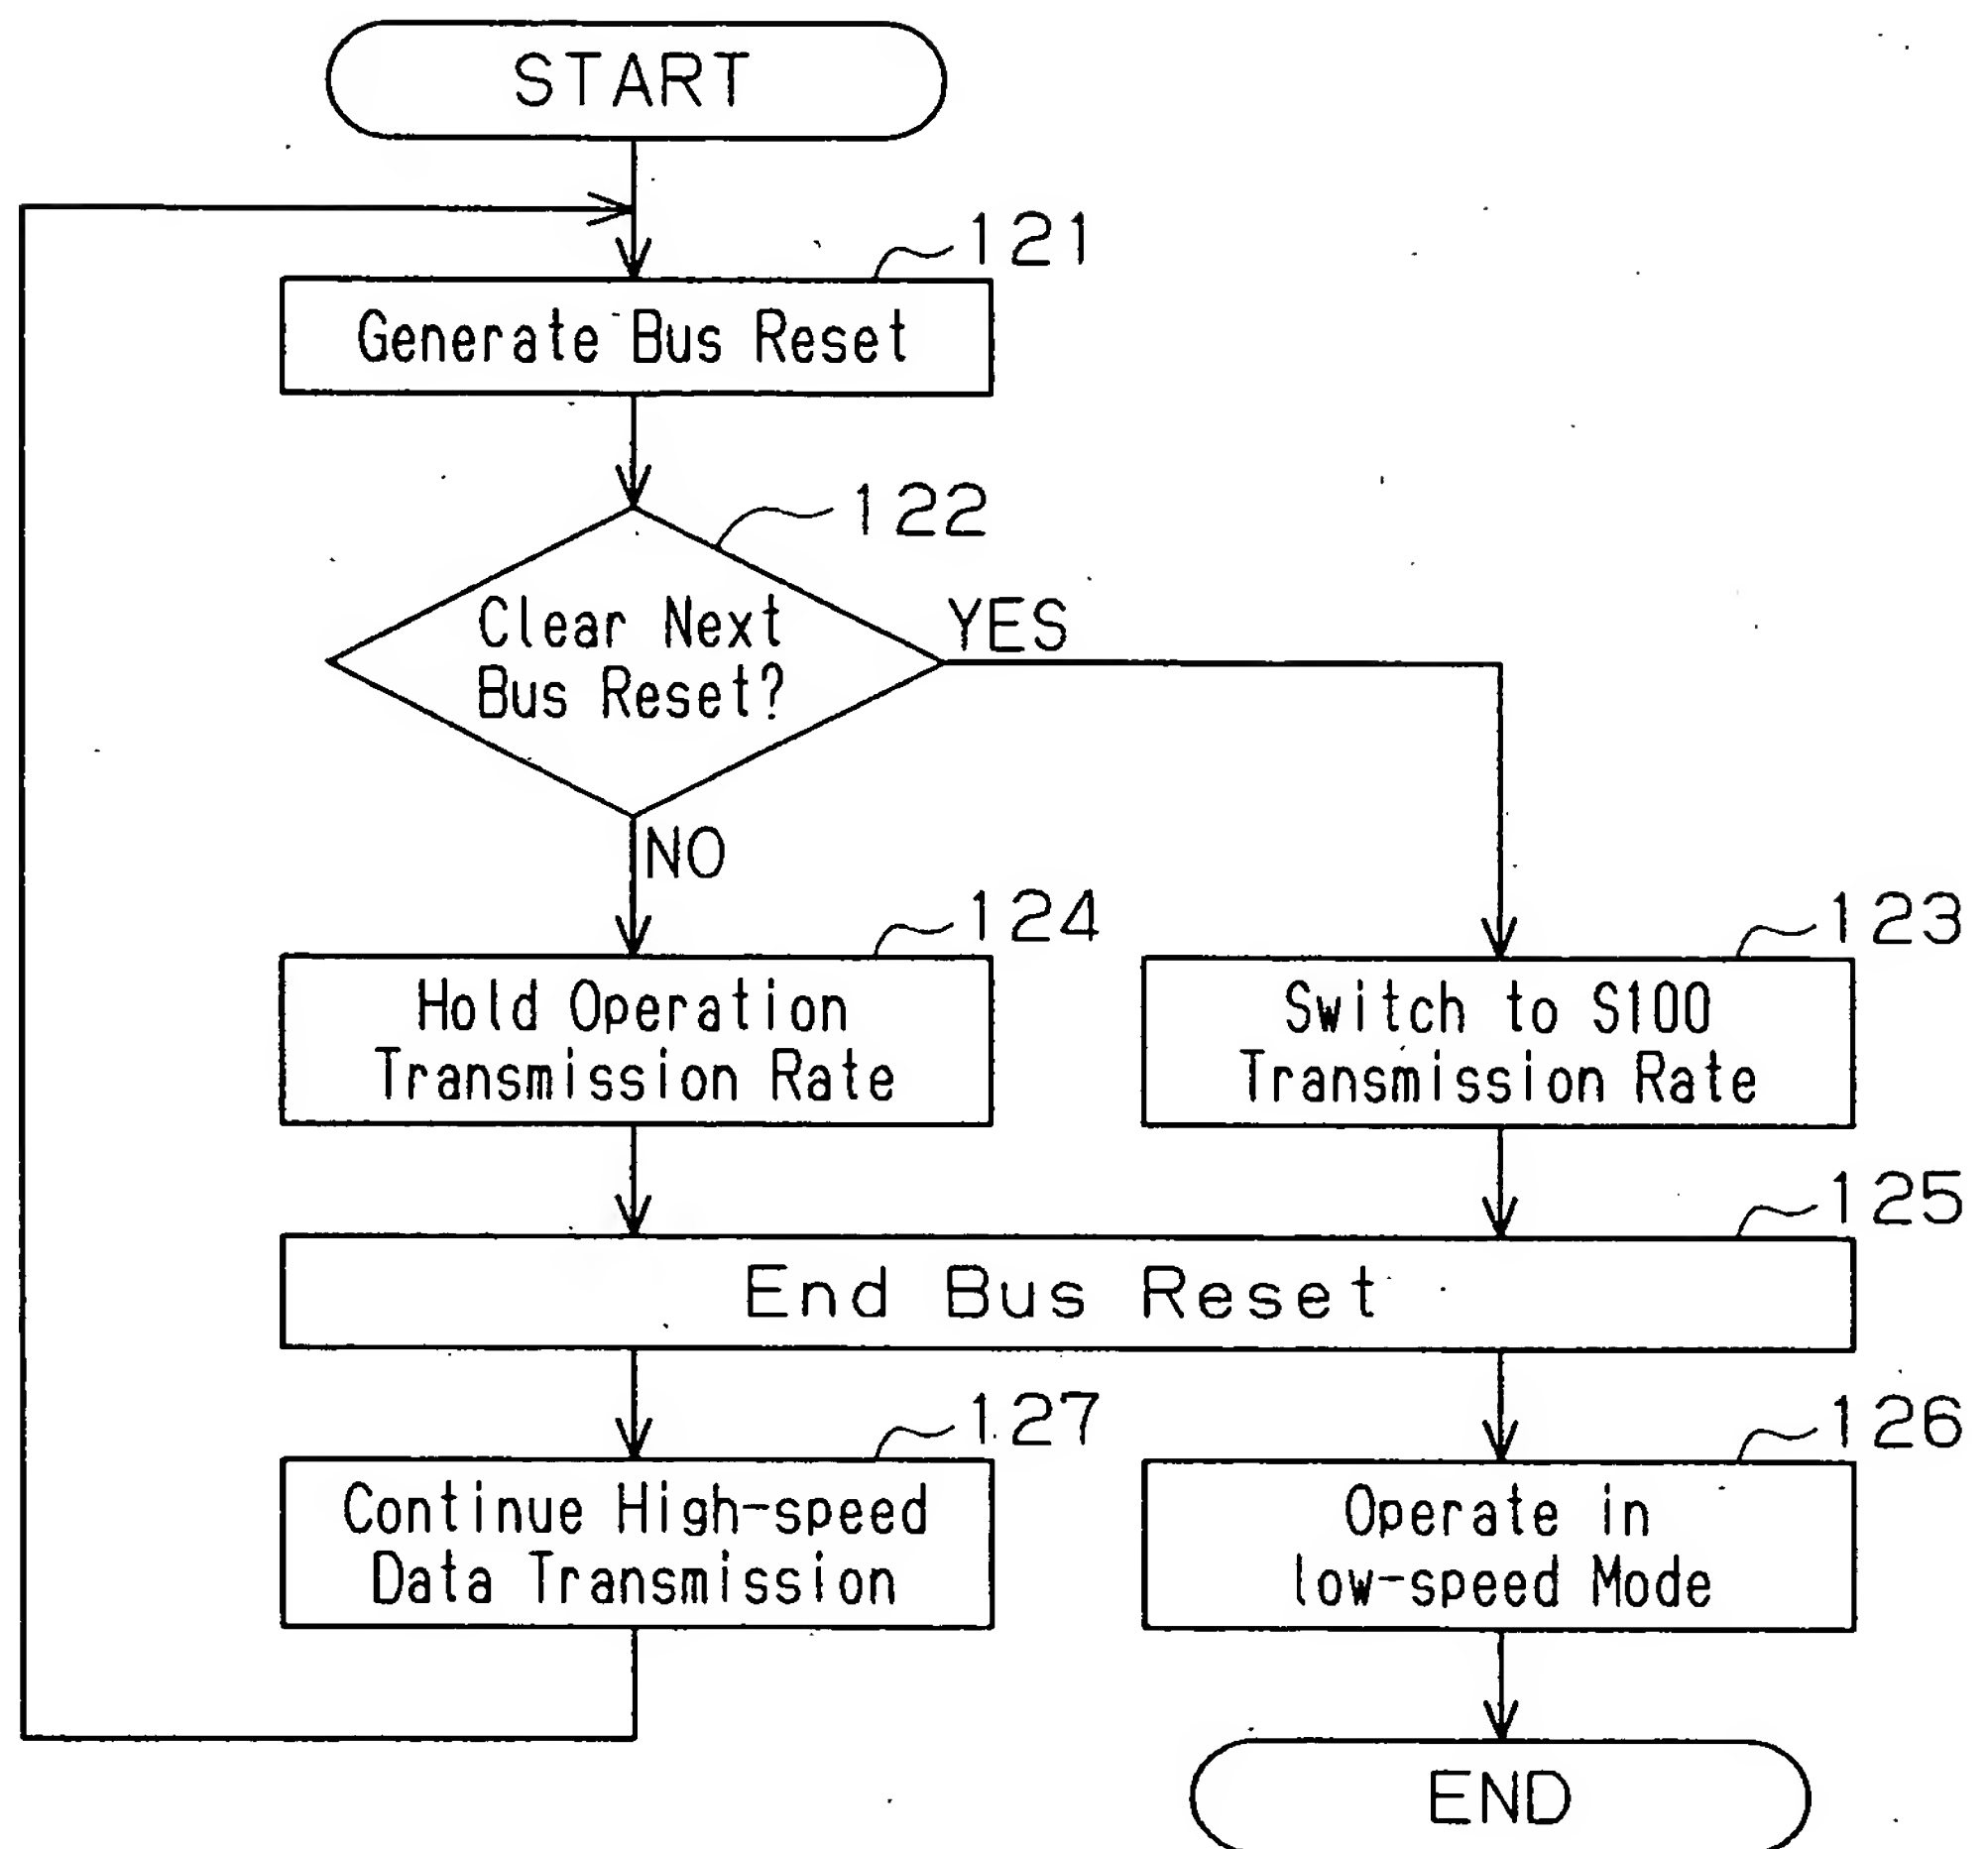 START
121
Generate Bus Reset
122
Clear Next
Bus Reset?
YES
NO
124
Hold Operation
Transmission Rate
123
Switch to S100
Transmission Rate
125
End Bus Reset
127
Continue High-speed
Data Transmission
126
Operate in
low-speed Mode
END